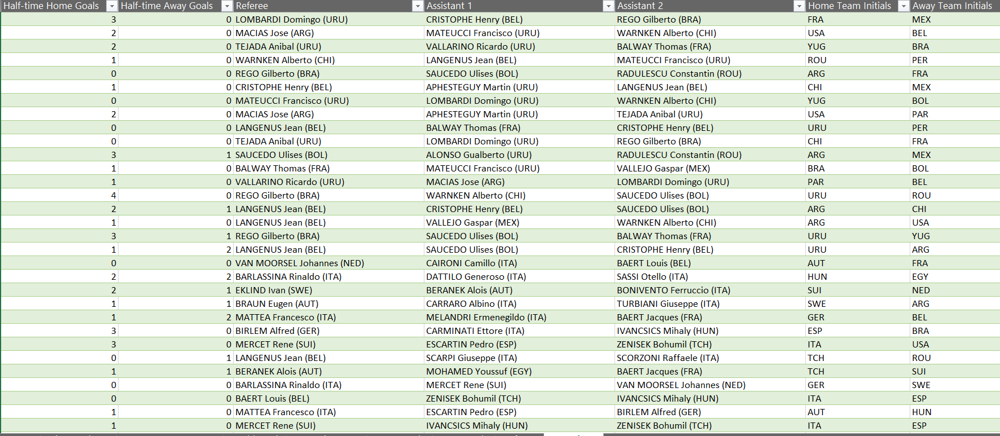 Half-time Home Goals Half-time Away Goals Referee Assistant 1 Assistant 2 Home Team Initials Away Team Initials
3 0 LOMBARDI Domingo (URU) CRISTOPHE Henry (BEL) REGO Gilberto (BRA) FRA MEX
2 0 MACIAS Jose (ARG) MATEUCCI Francisco (URU) WARNKEN Alberto (CHI) USA BEL
2 0 TEJADA Anibal (URU) VALLARINO Ricardo (URU) BALWAY Thomas (FRA) YUG BRA
1 0 WARNKEN Alberto (CHI) LANGENUS Jean (BEL) MATEUCCI Francisco (URU) ROU PER
0 0 REGO Gilberto (BRA) SAUCEDO Ulises (BOL) RADULESCU Constantin (ROU) ARG FRA
1 0 CRISTOPHE Henry (BEL) APHESTEGUY Martin (URU) LANGENUS Jean (BEL) CHI MEX
0 0 MATEUCCI Francisco (URU) LOMBARDI Domingo (URU) WARNKEN Alberto (CHI) YUG BOL
2 0 MACIAS Jose (ARG) APHESTEGUY Martin (URU) TEJADA Anibal (URU) USA PAR
0 0 LANGENUS Jean (BEL) BALWAY Thomas (FRA) CRISTOPHE Henry (BEL) URU PER
0 0 TEJADA Anibal (URU) LOMBARDI Domingo (URU) REGO Gilberto (BRA) CHI FRA
3 1 SAUCEDO Ulises (BOL) ALONSO Gualberto (URU) RADULESCU Constantin (ROU) ARG MEX
1 0 BALWAY Thomas (FRA) MATEUCCI Francisco (URU) VALLEJO Gaspar (MEX) BRA BOL
1 0 VALLARINO Ricardo (URU) MACIAS Jose (ARG) LOMBARDI Domingo (URU) PAR BEL
4 0 REGO Gilberto (BRA) WARNKEN Alberto (CHI) SAUCEDO Ulises (BOL) URU ROU
2 1 LANGENUS Jean (BEL) CRISTOPHE Henry (BEL) SAUCEDO Ulises (BOL) ARG CHI
1 0 LANGENUS Jean (BEL) VALLEJO Gaspar (MEX) WARNKEN Alberto (CHI) ARG USA
3 1 REGO Gilberto (BRA) SAUCEDO Ulises (BOL) BALWAY Thomas (FRA) URU YUG
1 2 LANGENUS Jean (BEL) SAUCEDO Ulises (BOL) CRISTOPHE Henry (BEL) URU ARG
0 0 VAN MOORSEL Johannes (NED) CAIRONI Camillo (ITA) BAERT Louis (BEL) AUT FRA
2 2 BARLASSINA Rinaldo (ITA) DATTILO Generoso (ITA) SASSI Otello (ITA) HUN EGY
2 1 EKLIND Ivan (SWE) BERANEK Alois (AUT) BONIVENTO Ferruccio (ITA) SUI NED
1 1 BRAUN Eugen (AUT) CARRARO Albino (ITA) TURBIANI Giuseppe (ITA) SWE ARG
1 2 MATTEA Francesco (ITA) MELANDRI Ermenegildo (ITA) BAERT Jacques (FRA) GER BEL
3 0 BIRLEM Alfred (GER) CARMINATI Ettore (ITA) IVANCSICS Mihaly (HUN) ESP BRA
3 0 MERCET Rene (SUI) ESCARTIN Pedro (ESP) ZENISEK Bohumil (TCH) ITA USA
0 1 LANGENUS Jean (BEL) SCARPI Giuseppe (ITA) SCORZONI Raffaele (ITA) TCH ROU
1 1 BERANEK Alois (AUT) MOHAMED Youssuf (EGY) BAERT Jacques (FRA) TCH SUI
0 0 BARLASSINA Rinaldo (ITA) MERCET Rene (SUI) VAN MOORSEL Johannes (NED) GER SWE
0 0 BAERT Louis (BEL) ZENISEK Bohumil (TCH) IVANCSICS Mihaly (HUN) ITA ESP
1 0 MATTEA Francesco (ITA) ESCARTIN Pedro (ESP) BIRLEM Alfred (GER) AUT HUN
1 0 MERCET Rene (SUI) IVANCSICS Mihaly (HUN) ZENISEK Bohumil (TCH) ITA ESP